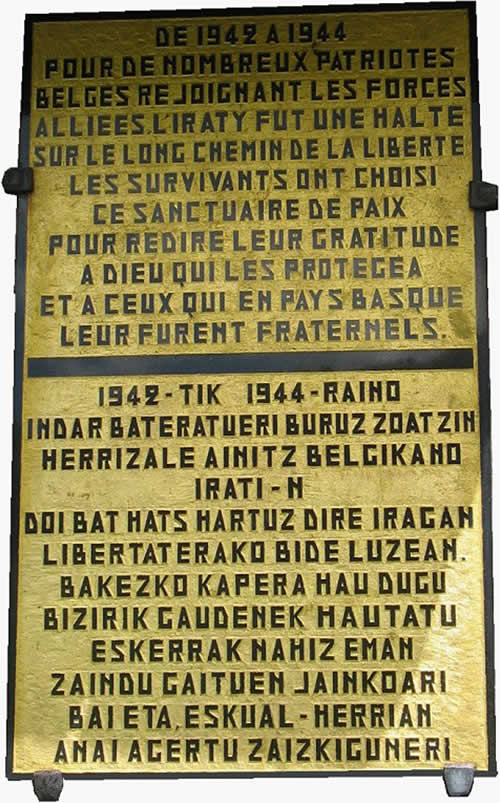 DE 1942 A 1944
POUR DE NOMBREUX PATRIOTES
BELGES REJOIGNANT LES FORCES
ALLIEES, L'IRATY FUT UNE HALTE
SUR LE LONG CHEMIN DE LA LIBERTE
LES SURVIVANTS ONT CHOISI
CE SANCTUAIRE DE PAIX
POUR REDIRE LEUR GRATITUDE
A DIEU QUI LES PROTEGEA
ET A CEUX QUI EN PAYS BASQUE
LEUR FURENT FRATERNELS.
1942-TIK 1944-RAINO
INDAR BATERATUERI BURUZ ZOATZIN
HERRIZALE AINITZ BELGIKANO
IRATI-N
DOI BAT HATS HARTUZ DIRE IRAGAN
LIBERTATERAKO BIDE LUZEAN.
BAKEZKO KAPERA HAU DUGU
BIZIRIK GAUDENEK HAUTATU
ESKERRAK NAHIZ EMAN
ZAINDU GAITUEN JAINKOARI
BAI ETA, ESKUAL-HERRIAN
ANAI AGERTU ZAIZKIGUNERI